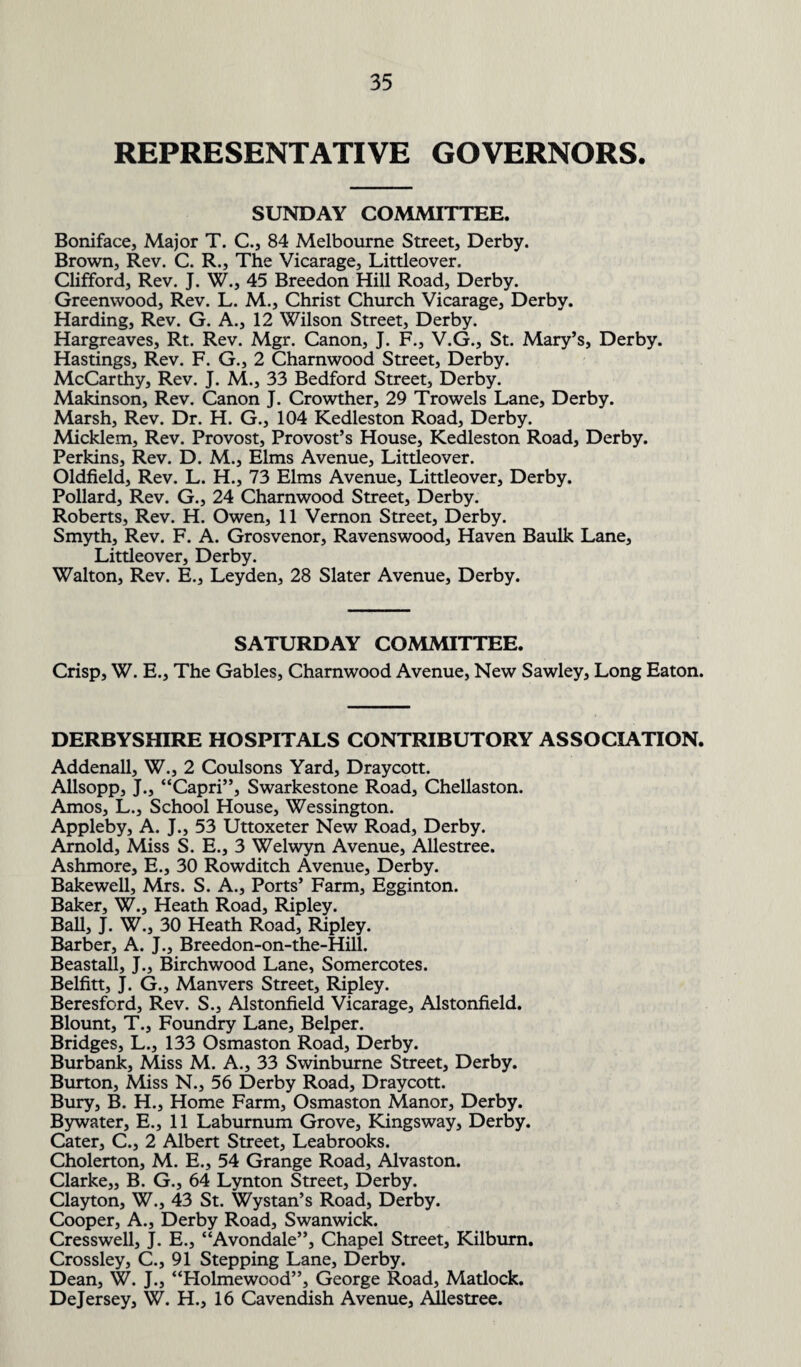 35
REPRESENTATIVE GOVERNORS.
SUNDAY COMMITTEE.
Boniface, Major T. C., 84 Melbourne Street, Derby.
Brown, Rev. C. R., The Vicarage, Littleover.
Clifford, Rev. J. W., 45 Breedon Hill Road, Derby.
Greenwood, Rev. L. M., Christ Church Vicarage, Derby.
Harding, Rev. G. A., 12 Wilson Street, Derby.
Hargreaves, Rt. Rev. Mgr. Canon, J. F., V.G., St. Mary’s, Derby.
Hastings, Rev. F. G., 2 Charnwood Street, Derby.
McCarthy, Rev. J. M., 33 Bedford Street, Derby.
Makinson, Rev. Canon J. Crowther, 29 Trowels Lane, Derby.
Marsh, Rev. Dr. H. G., 104 Kedleston Road, Derby.
Micklem, Rev. Provost, Provost’s House, Kedleston Road, Derby.
Perkins, Rev. D. M., Elms Avenue, Littleover.
Oldfield, Rev. L. H., 73 Elms Avenue, Littleover, Derby.
Pollard, Rev. G., 24 Charnwood Street, Derby.
Roberts, Rev. H. Owen, 11 Vernon Street, Derby.
Smyth, Rev. F. A. Grosvenor, Ravenswood, Haven Baulk Lane,
Littleover, Derby.
Walton, Rev. E., Leyden, 28 Slater Avenue, Derby.
SATURDAY COMMITTEE.
Crisp, W. E., The Gables, Charnwood Avenue, New Sawley, Long Eaton.
DERBYSHIRE HOSPITALS CONTRIBUTORY ASSOCIATION.
Addenall, W., 2 Coulsons Yard, Draycott.
Allsopp, J., “Capri”, Swarkestone Road, Chellaston.
Amos, L., School House, Wessington.
Appleby, A. J., 53 Uttoxeter New Road, Derby.
Arnold, Miss S. E., 3 Welwyn Avenue, Allestree.
Ashmore, E., 30 Rowditch Avenue, Derby.
Bakewell, Mrs. S. A., Ports’ Farm, Egginton.
Baker, W., Heath Road, Ripley.
Ball, J. W., 30 Heath Road, Ripley.
Barber, A. J., Breedon-on-the-Hill.
Beastall, J., Birchwood Lane, Somercotes.
Belfitt, J. G., Manvers Street, Ripley.
Beresford, Rev. S., Alstonfield Vicarage, Alstonfield.
Blount, T., Foundry Lane, Belper.
Bridges, L., 133 Osmaston Road, Derby.
Burbank, Miss M. A., 33 Swinburne Street, Derby.
Burton, Miss N., 56 Derby Road, Draycott.
Bury, B. H., Home Farm, Osmaston Manor, Derby.
Bywater, E., 11 Laburnum Grove, Kingsway, Derby.
Cater, C., 2 Albert Street, Leabrooks.
Cholerton, M. E., 54 Grange Road, Alvaston.
Clarke,, B. G., 64 Lynton Street, Derby.
Clayton, W., 43 St. Wystan’s Road, Derby.
Cooper, A., Derby Road, Swanwick.
Cresswell, J. E., “Avondale”, Chapel Street, Kilburn.
Crossley, C., 91 Stepping Lane, Derby.
Dean, W. J., “Holmewood”, George Road, Matlock.
DeJersey, W. H., 16 Cavendish Avenue, Allestree.